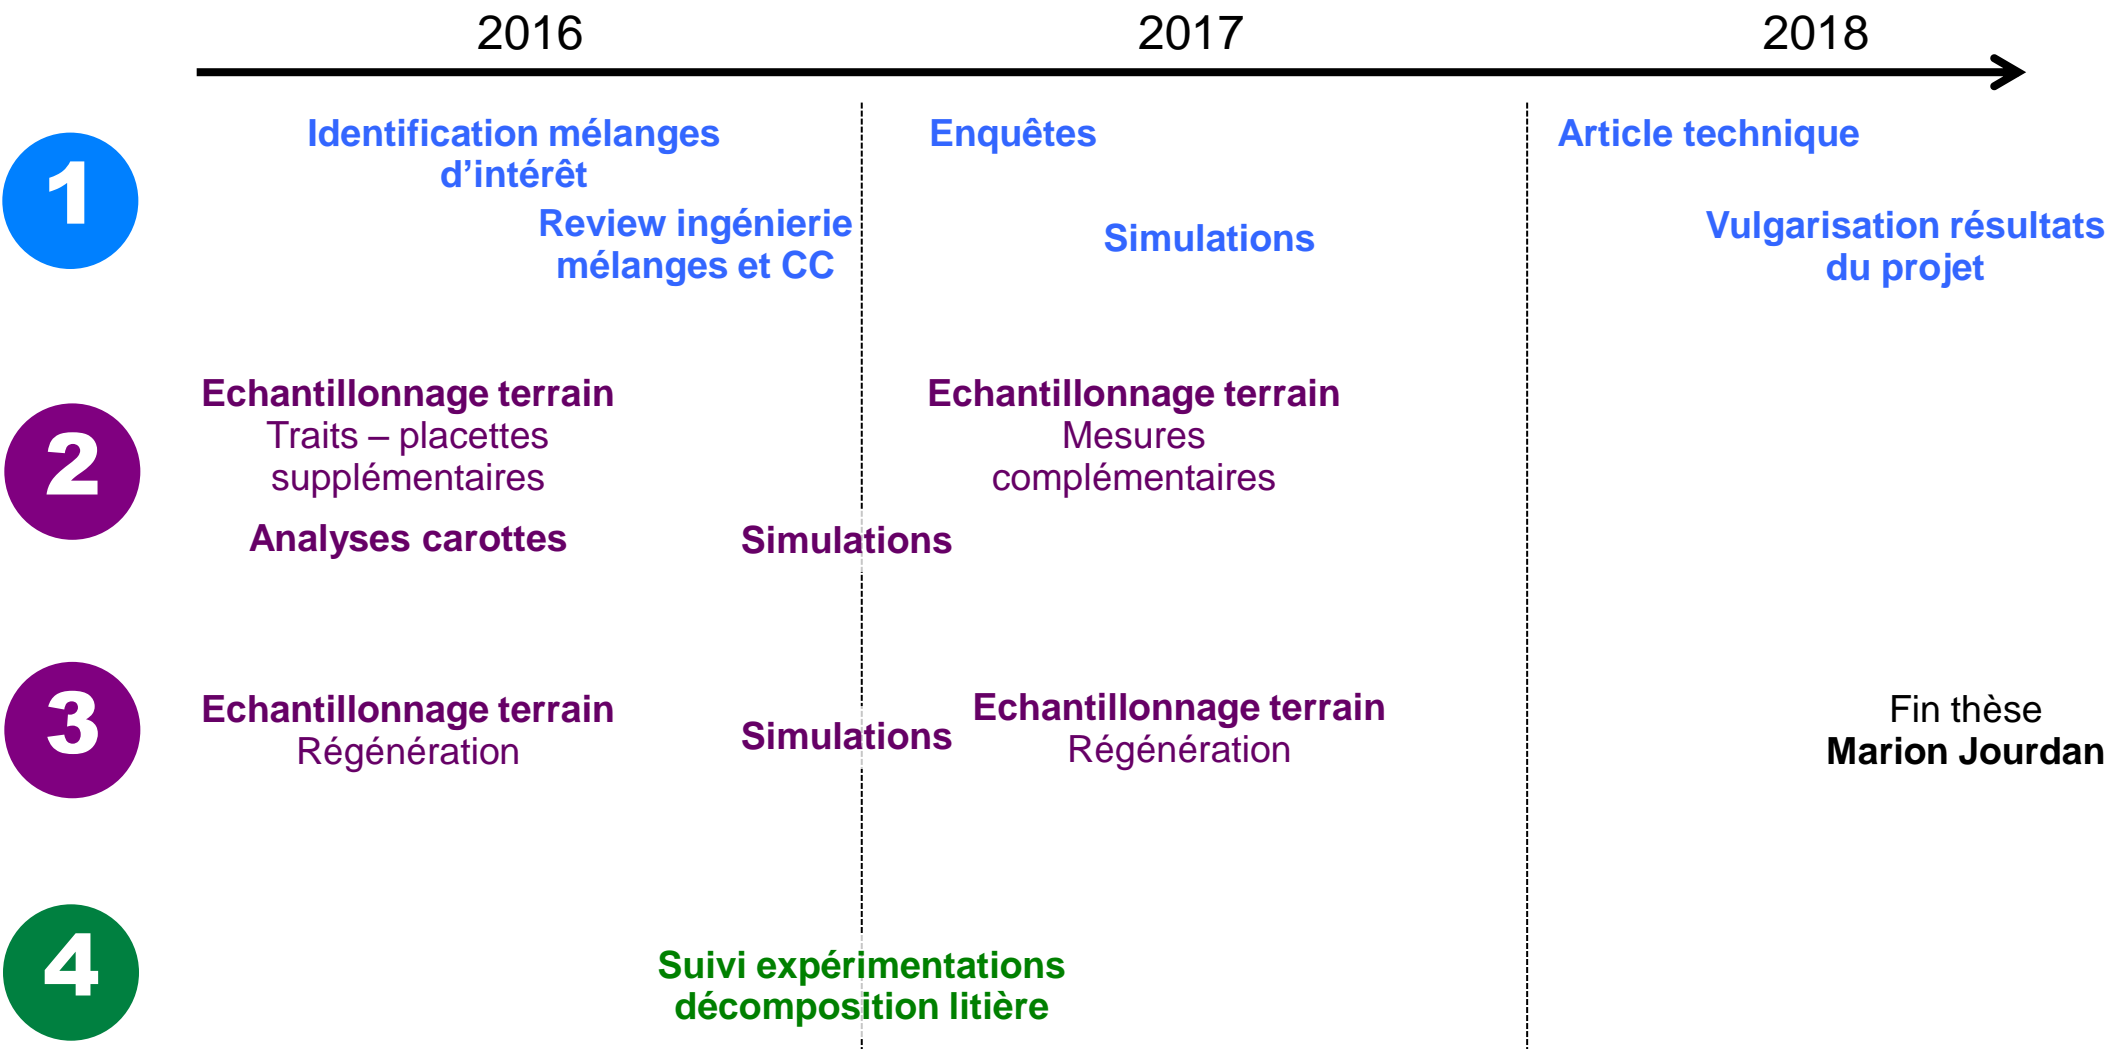 2016
2017
2018
1
Identification mélanges
d’intérêt
Review ingénierie
mélanges et CC
Enquêtes
Simulations
Article technique
Vulgarisation résultats
du projet
2
Echantillonnage terrain
Traits – placettes
supplémentaires
Analyses carottes
Simulations
Echantillonnage terrain
Mesures
complémentaires
3
Echantillonnage terrain
Régénération
Simulations
Echantillonnage terrain
Régénération
Fin thèse
Marion Jourdan
4
Suivi expérimentations
décomposition litière